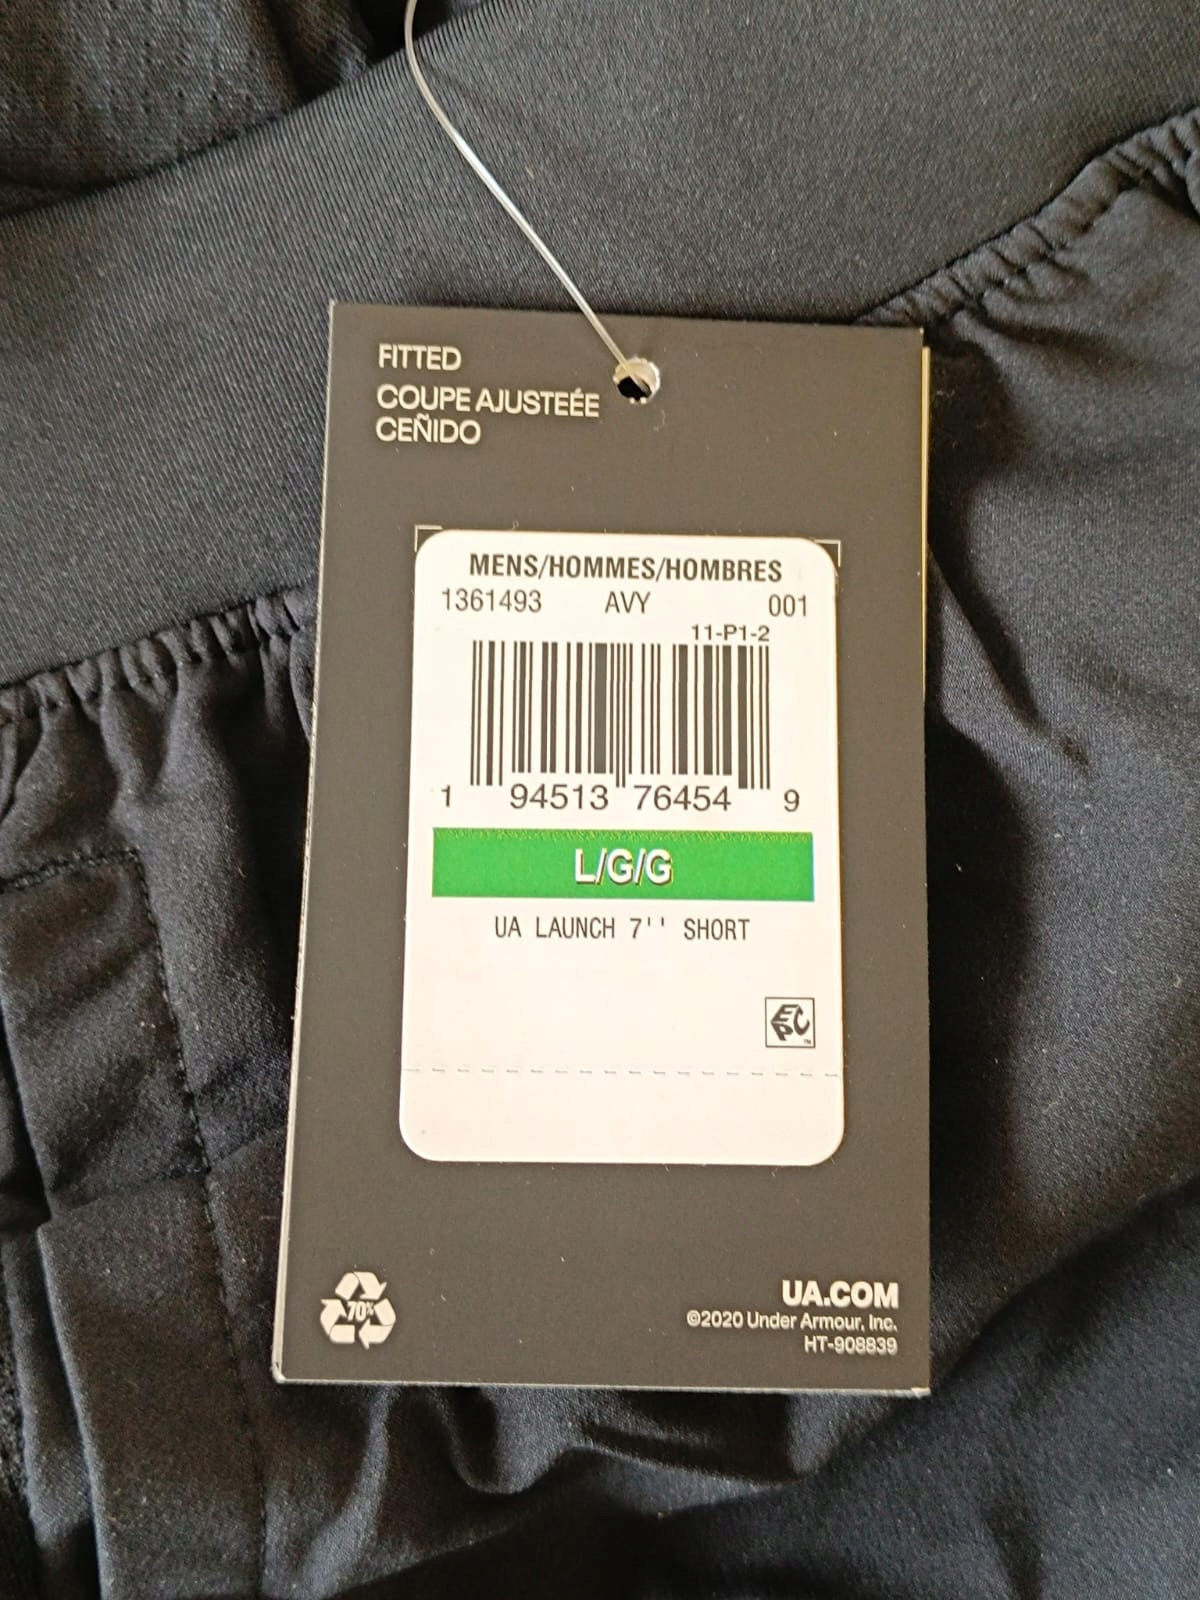 FITTED
COUPE AJUSTEÉE
CEÑIDO
MENS/HOMMES/HOMBRES
1361493 AVY 001
11-P1-2
1 94513 76454 9
L/G/G
UA LAUNCH 7'' SHORT
EPC™
70%
UA.COM
©2020 Under Armour, Inc.
HT-908839